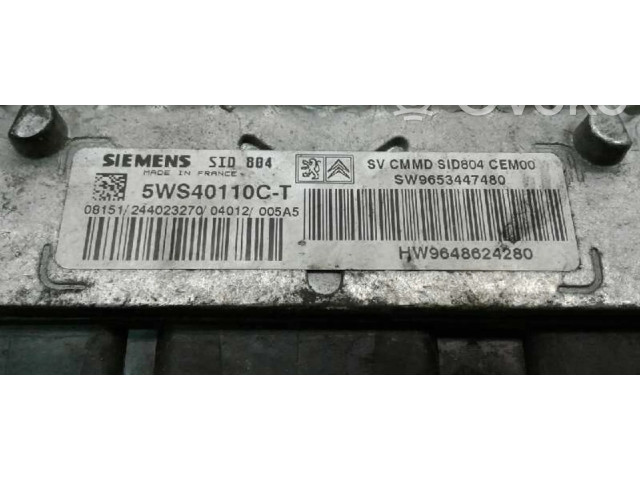 SIEMENS SID 804
MADE IN FRANCE
5WS40110C-T
08151/244023270/04012/005A5
SV CMMD SID804 CEM00
SW9653447480
HW9648624280